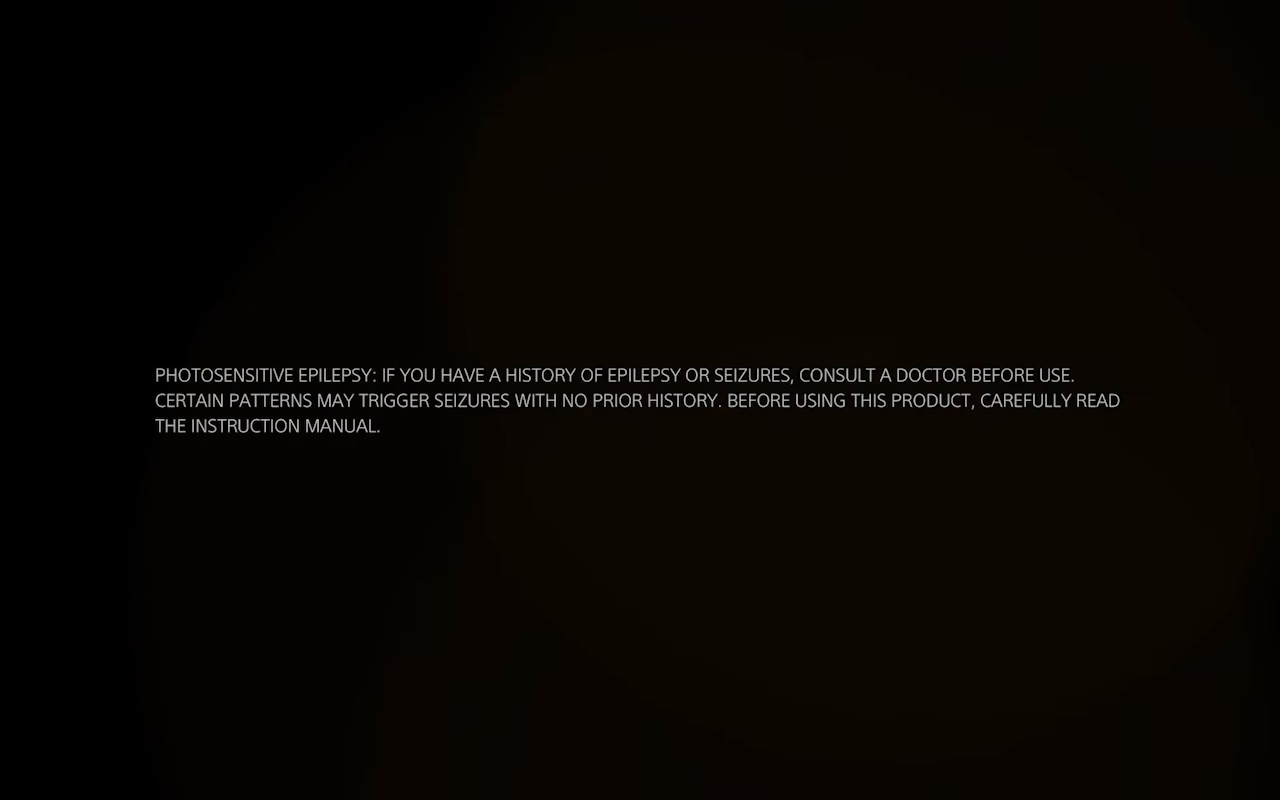 PHOTOSENSITIVE EPILEPSY: IF YOU HAVE A HISTORY OF EPILEPSY OR SEIZURES, CONSULT A DOCTOR BEFORE USE.
CERTAIN PATTERNS MAY TRIGGER SEIZURES WITH NO PRIOR HISTORY. BEFORE USING THIS PRODUCT, CAREFULLY READ
THE INSTRUCTION MANUAL.